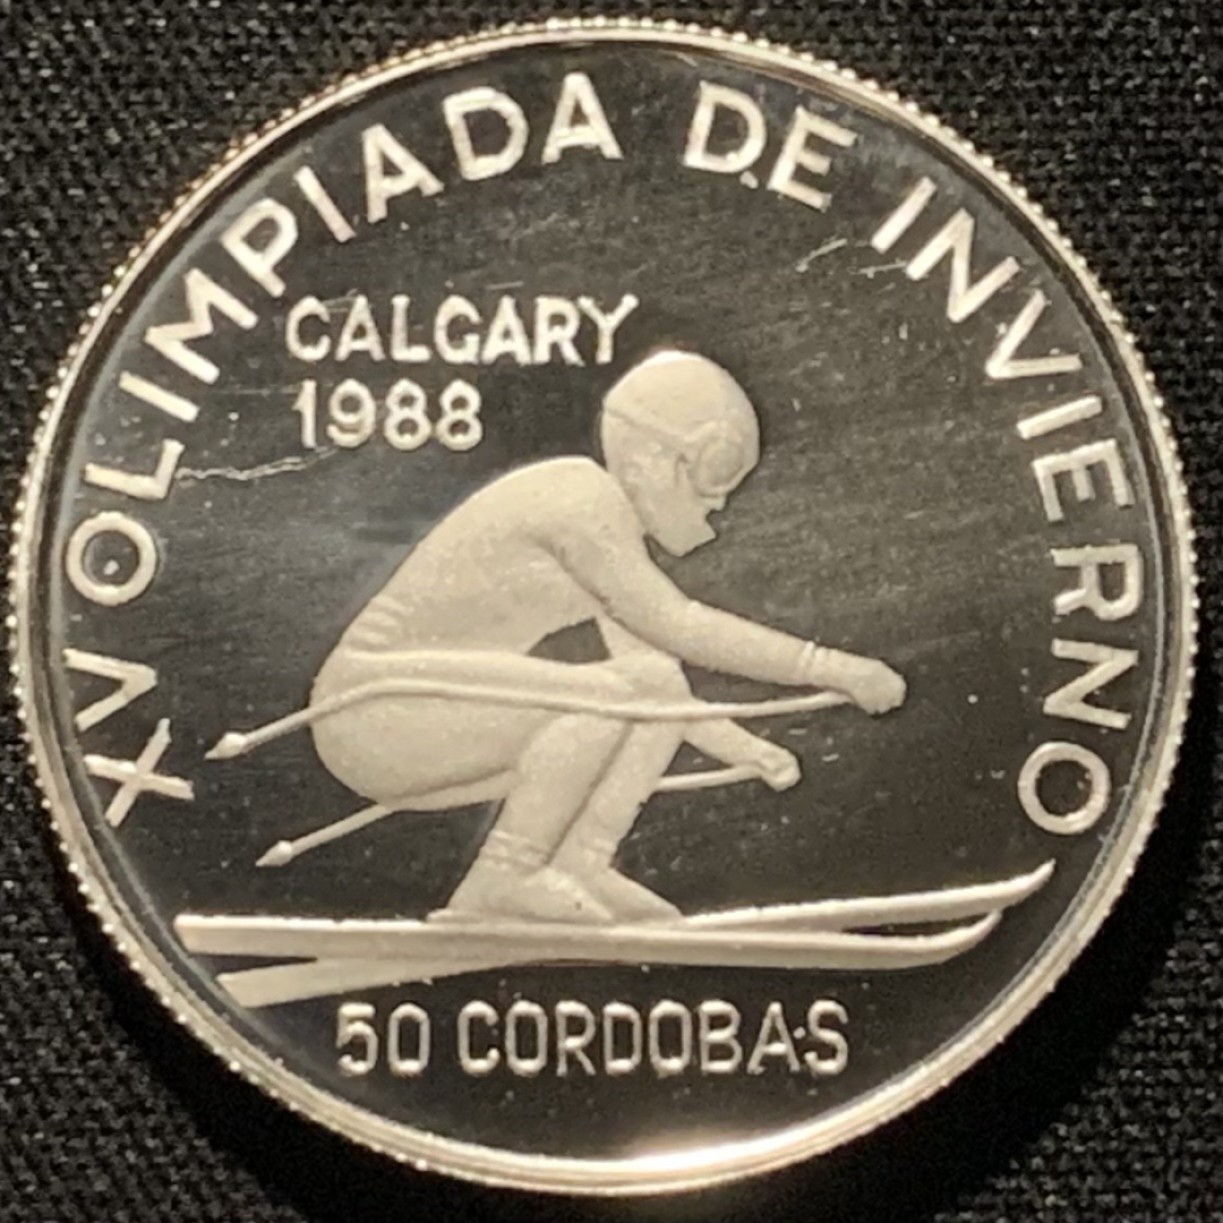 XV OLIMPIADA DE INVIERNO
CALGARY
1988
50 CORDOBAS